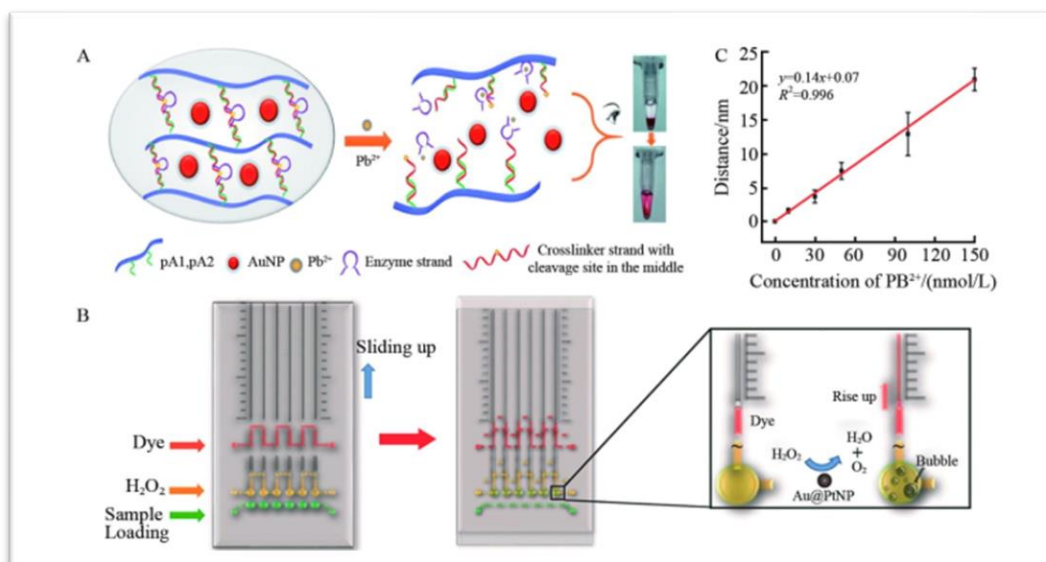 A
Pb²⁺
pA1,pA2
AuNP
Pb²⁺
Enzyme strand
Crosslinker strand with
cleavage site in the middle
C
25
20
15
10
5
0
Distance/nm
y=0.14x+0.07
R²=0.996
0 30 60 90 120 150
Concentration of PB²⁺/(nmol/L)
B
Dye
H₂O₂
Sample
Loading
Sliding up
Dye
H₂O₂
H₂O
+
O₂
Au@PtNP
Rise up
Bubble